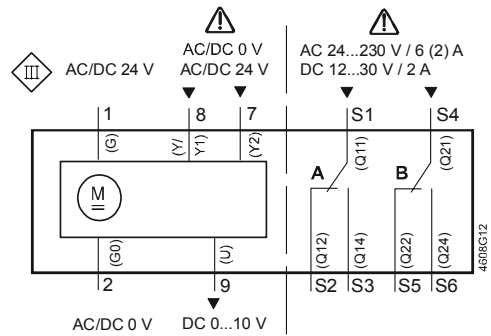 AC/DC 0 V
AC/DC 24 V
AC 24...230 V / 6 (2) A
DC 12...30 V / 2 A
III
AC/DC 24 V
1
8
7
S1
S4
(G)
(Y/
Y1)
(Y2)
(Q11)
(Q21)
A
B
M
(G0)
(U)
(Q12)
(Q14)
(Q22)
(Q24)
2
9
S2
S3
S5
S6
AC/DC 0 V
DC 0...10 V
4608G12